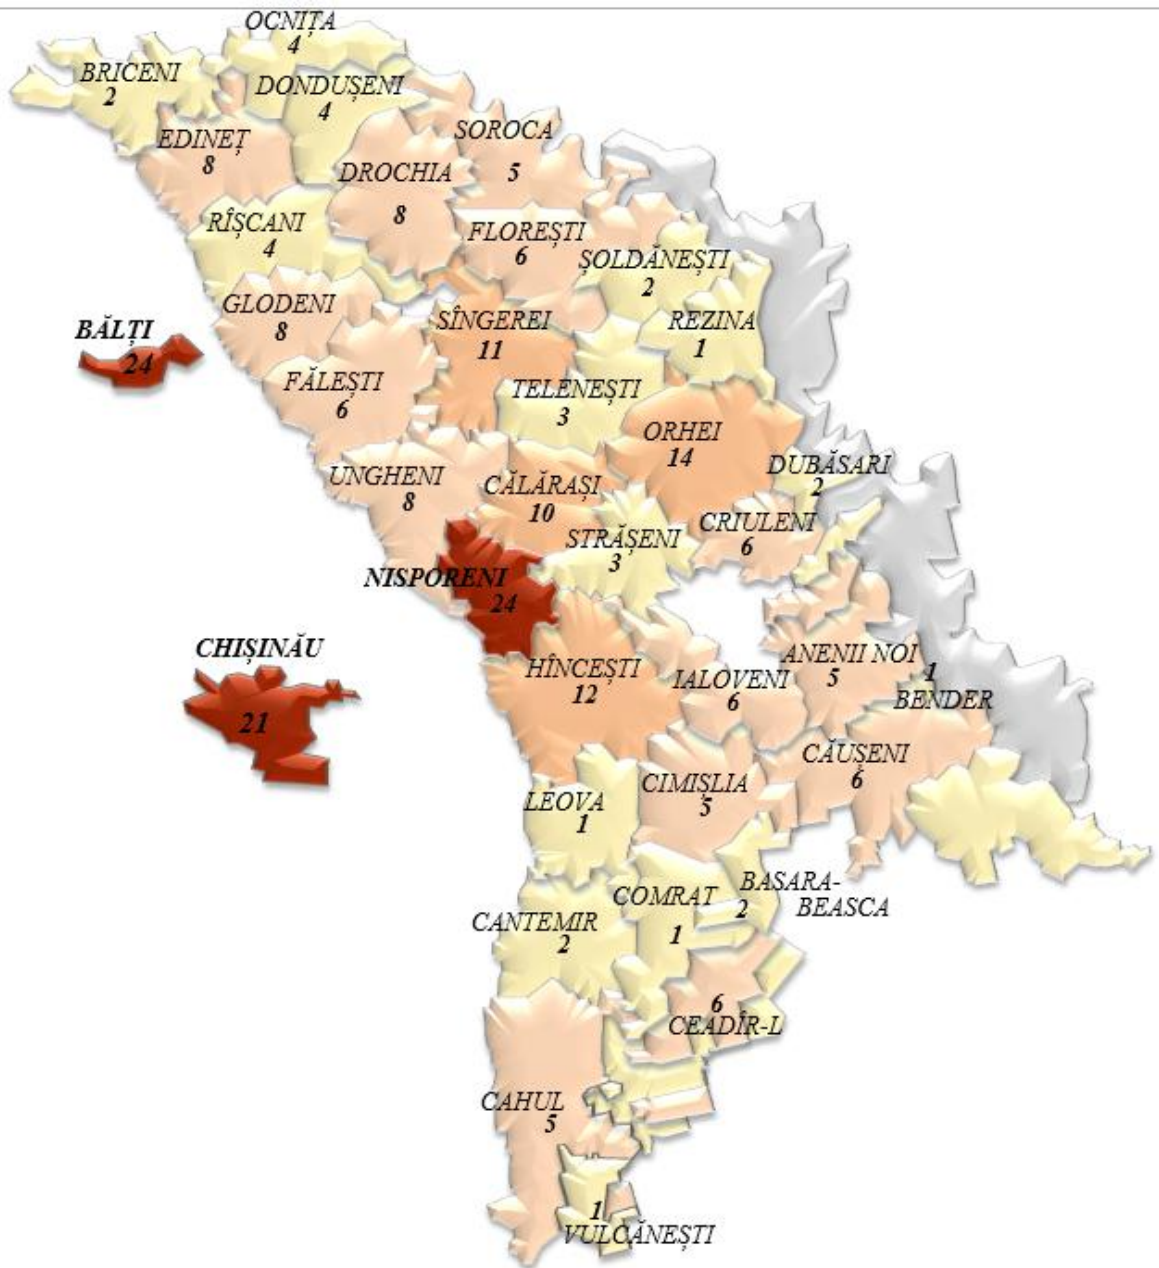 OCNIȚA
4
BRICENI
2
DONDUȘENI
4
EDINEȚ
8
SOROCA
5
DROCHIA
8
RÎȘCANI
4
FLOREȘTI
6
ȘOLDĂNEȘTI
2
GLODENI
8
BĂLȚI
24
SÎNGEREI
11
REZINA
1
FĂLEȘTI
6
TELENEȘTI
3
ORHEI
14
DUBĂSARI
2
UNGHENI
8
CĂLĂRAȘI
10
CRIULENI
6
STRĂȘENI
3
NISPORENI
24
CHIȘINĂU
21
HÎNCEȘTI
12
IALOVENI
6
ANENII NOI
5
1
BENDER
CĂUȘENI
6
CIMIȘLIA
5
LEOVA
1
BASARA-
BEASCA
2
COMRAT
1
CANTEMIR
2
6
CEADÎR-L
CAHUL
5
1
VULCĂNEȘTI